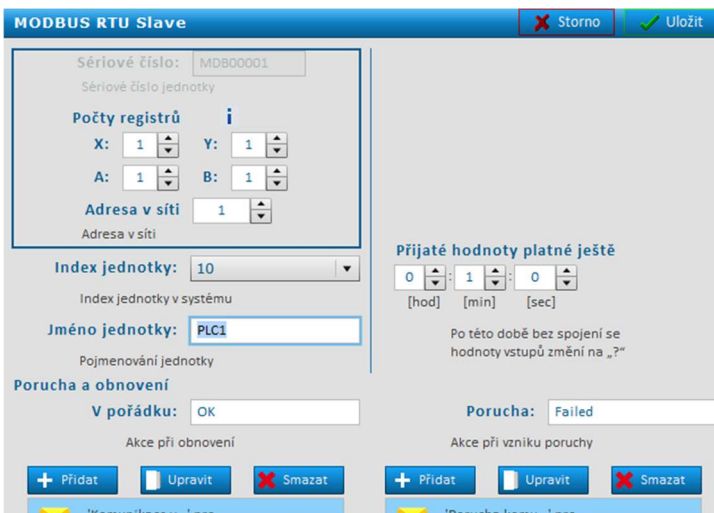 MODBUS RTU Slave
Storno
Uložit
Sériové číslo: MDB00001
Sériové číslo jednotky
Počty registrů i
X: 1 Y: 1
A: 1 B: 1
Adresa v síti 1
Adresa v síti
Index jednotky: 10
Index jednotky v systému
Jméno jednotky: PLC1
Pojmenování jednotky
Přijaté hodnoty platné ještě
0 : 1 : 0
[hod] [min] [sec]
Po této době bez spojení se
hodnoty vstupů změní na „?“
Porucha a obnovení
V pořádku: OK
Akce při obnovení
Porucha: Failed
Akce při vzniku poruchy
Přidat Upravit Smazat
Přidat Upravit Smazat